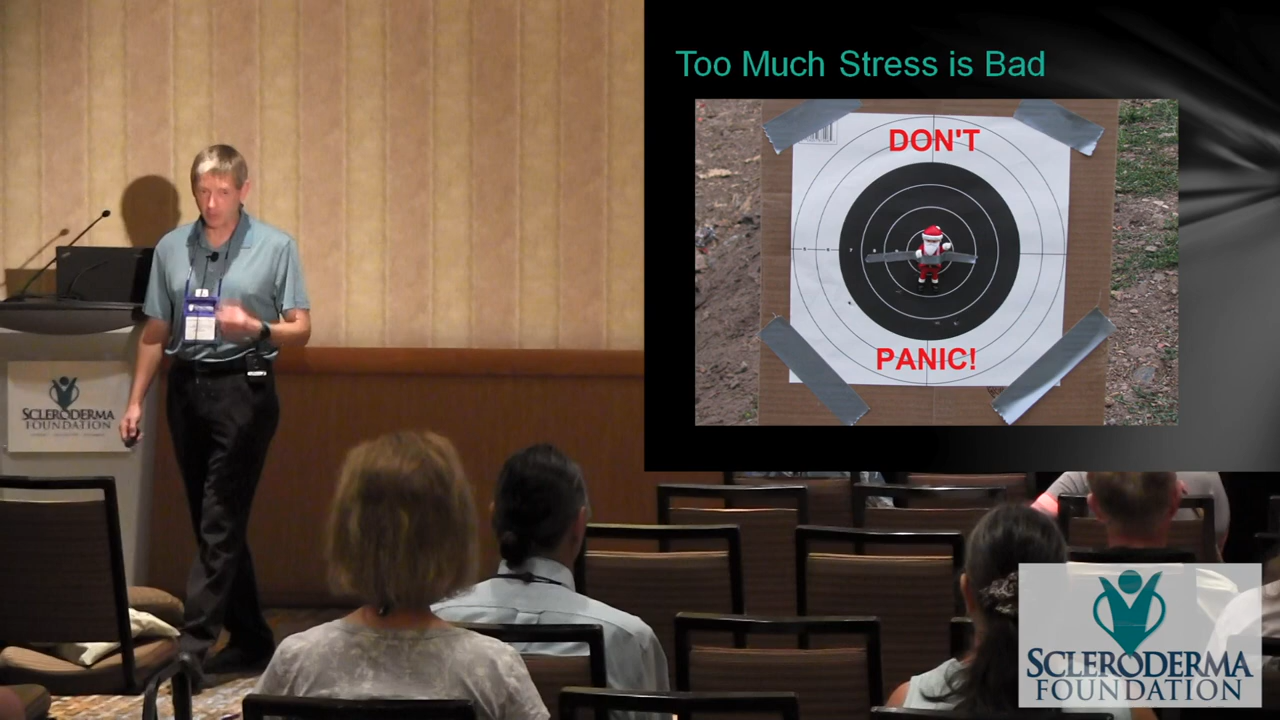 Too Much Stress is Bad
DON'T
PANIC!
SCLERODERMA
FOUNDATION
SCLERODERMA
FOUNDATION